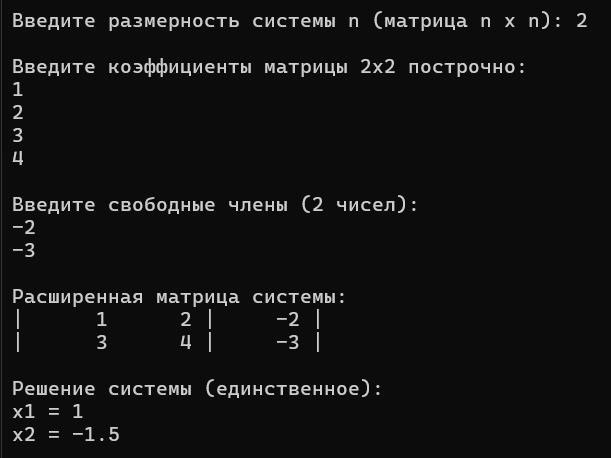 Введите размерность системы n (матрица n x n): 2
Введите коэффициенты матрицы 2x2 построчно:
1
2
3
4
Введите свободные члены (2 чисел):
-2
-3
Расширенная матрица системы:
|      1      2 |     -2 |
|      3      4 |     -3 |
Решение системы (единственное):
x1 = 1
x2 = -1.5